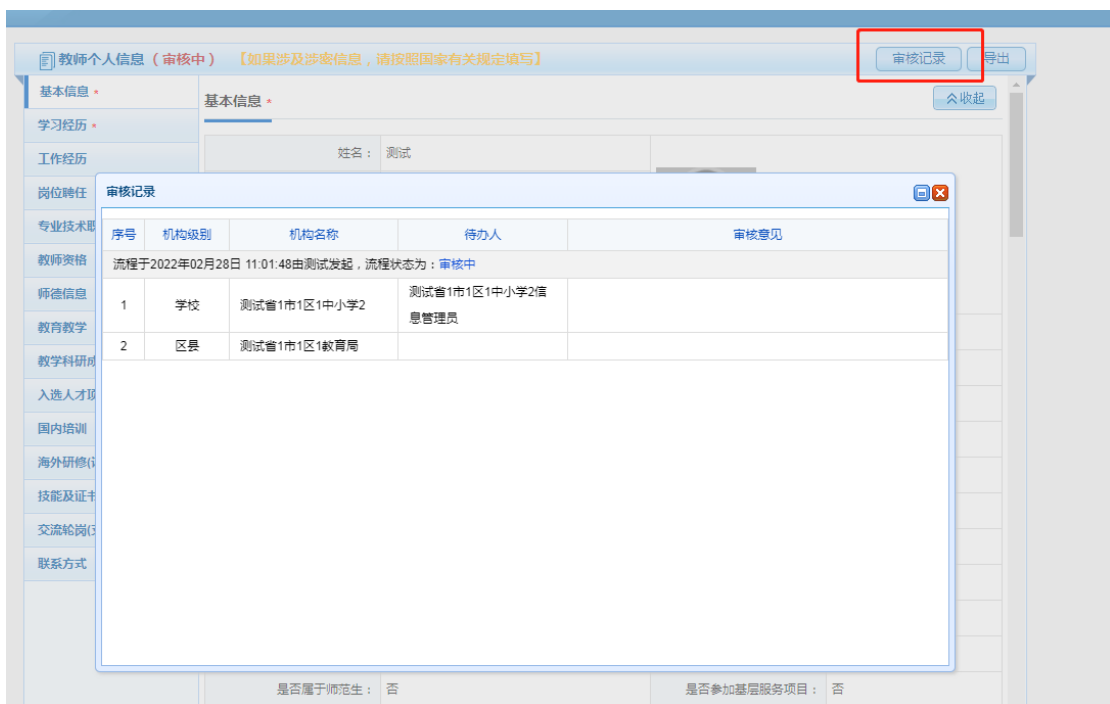 教师个人信息（审核中） 【如果涉及涉密信息，请按照国家有关规定填写】 审核记录 导出
基本信息 *
学习经历 *
工作经历
岗位聘任
专业技术职
教师资格
师德信息
教育教学
教学科研成
入选人才项
国内培训
海外研修(
技能及证书
交流轮岗(
联系方式
基本信息 * 收起
姓名： 测试
审核记录
序号 机构级别 机构名称 待办人 审核意见
流程于2022年02月28日 11:01:48由测试发起，流程状态为：审核中
1 学校 测试省1市1区1中小学2 测试省1市1区1中小学2信
息管理员
2 区县 测试省1市1区1教育局
是否属于师范生： 否 是否参加基层服务项目： 否